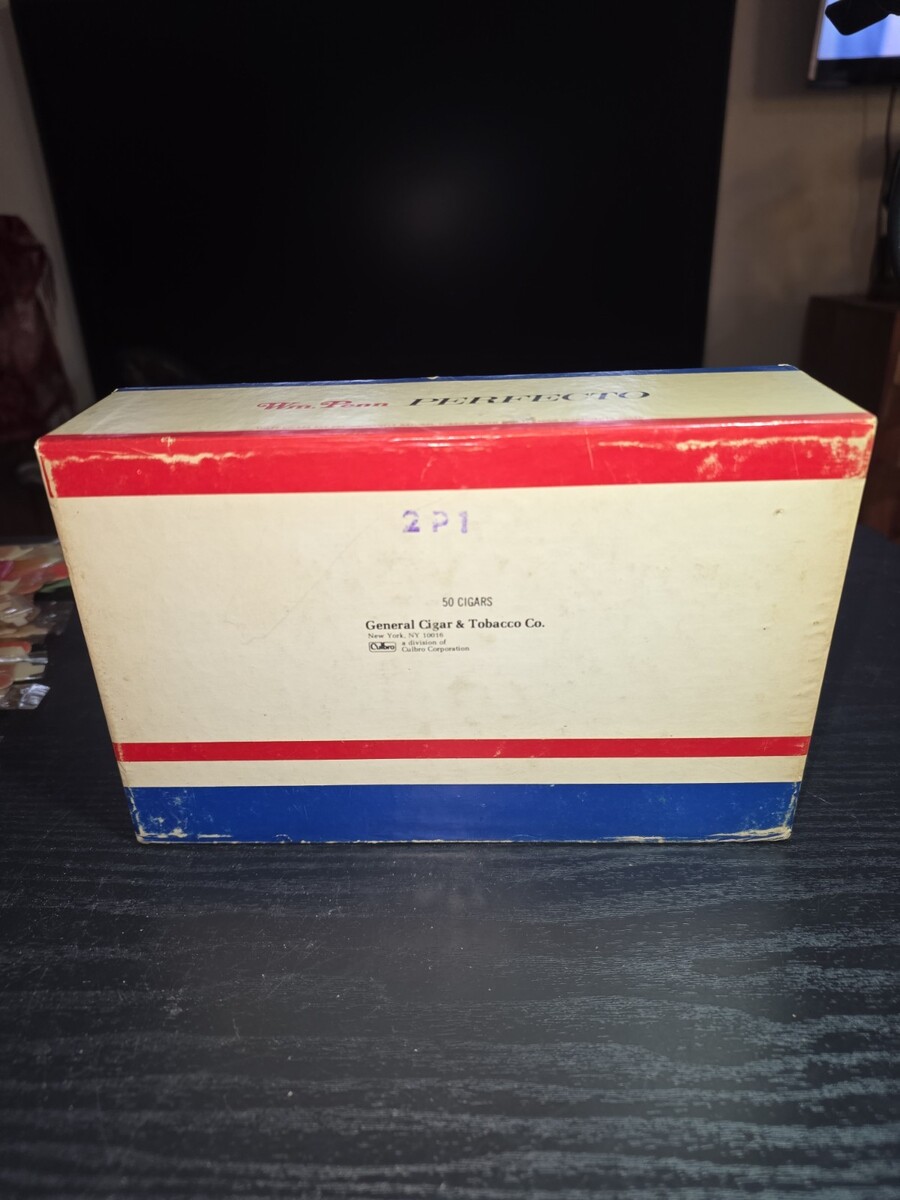 Wm. Penn PERFECTO
2P1
50 CIGARS
General Cigar & Tobacco Co.
New York, NY 10016
Culbro
a division of
Culbro Corporation